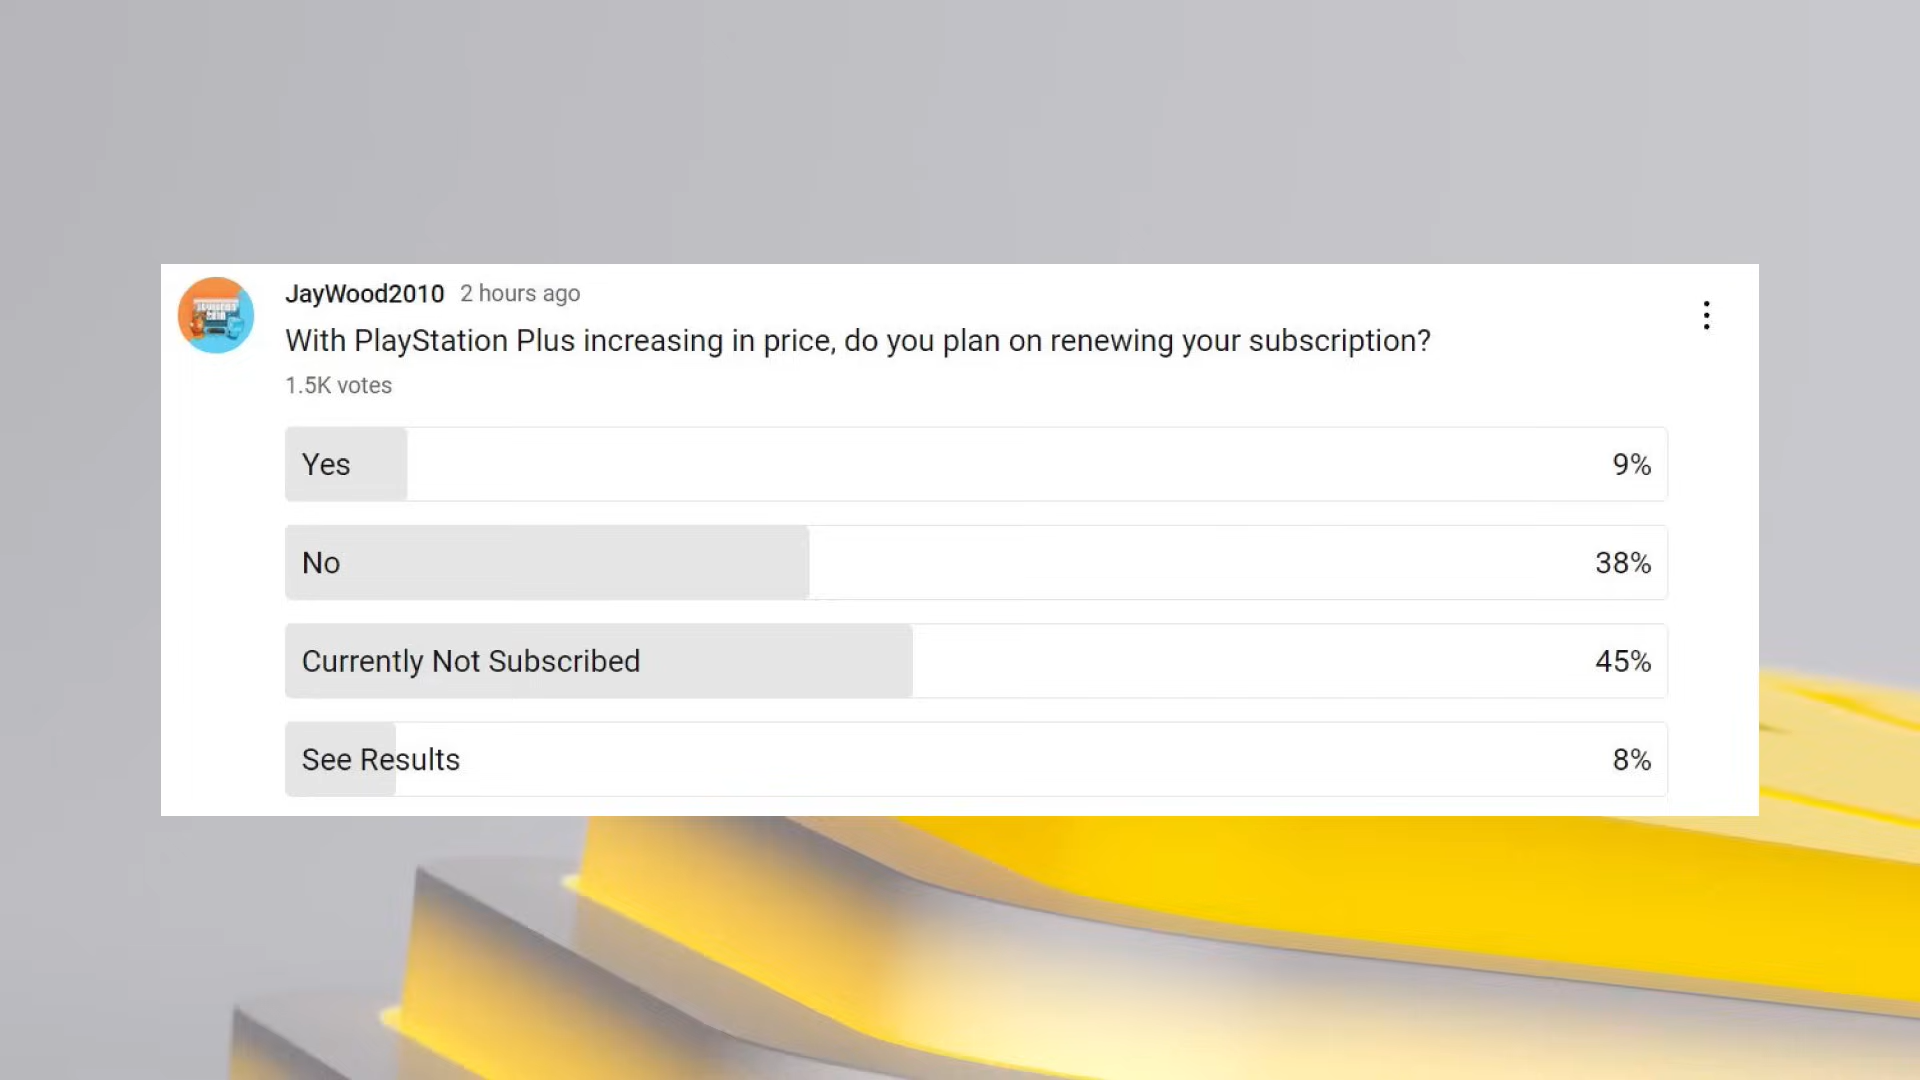 JayWood2010 2 hours ago
With PlayStation Plus increasing in price, do you plan on renewing your subscription?
1.5K votes
Yes 9%
No 38%
Currently Not Subscribed 45%
See Results 8%